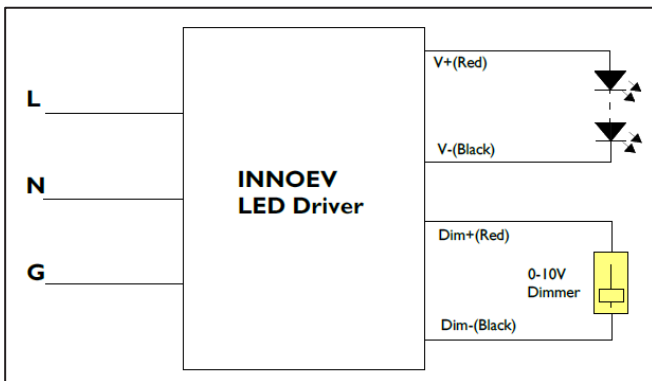 L
N
G
INNOEV
LED Driver
V+(Red)
V-(Black)
Dim+(Red)
0-10V
Dimmer
Dim-(Black)